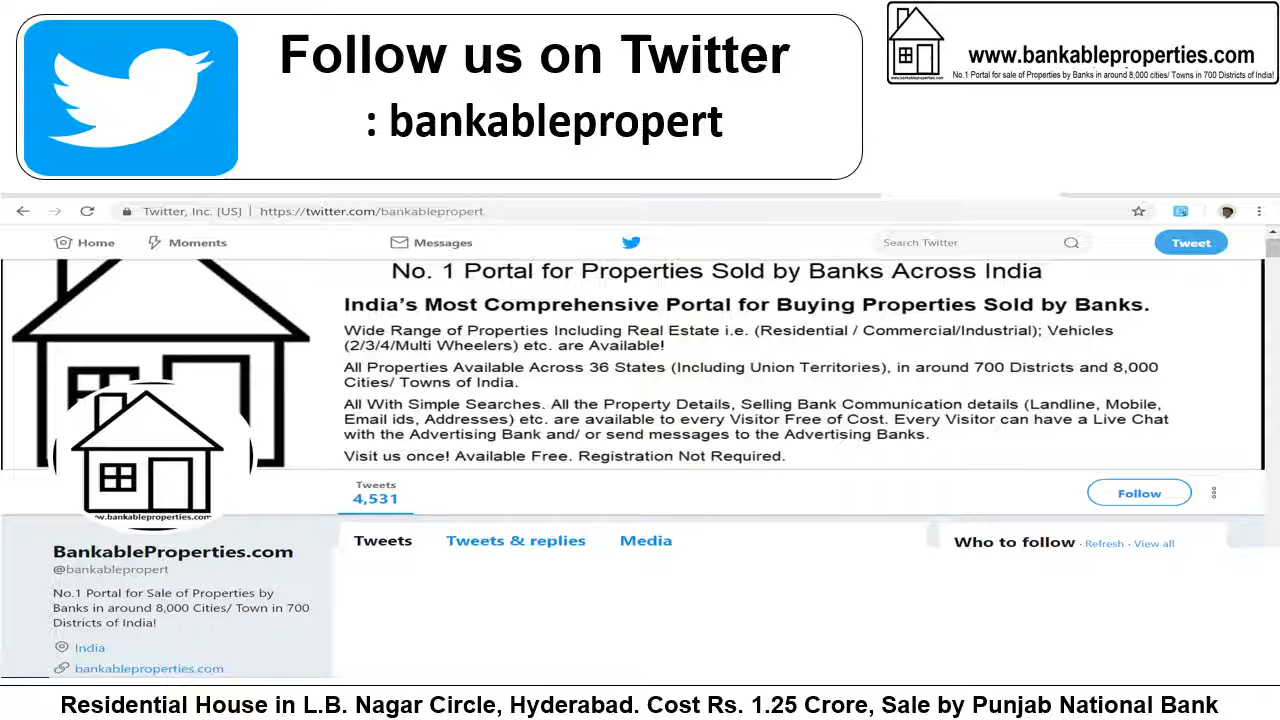 Follow us on Twitter
: bankablepropert
www.bankableproperties.com
No.1 Portal for sale of Properties by Banks in around 8,000 cities/ Towns in 700 Districts of India!
www.bankableproperties.com
Twitter, Inc. [US] | https://twitter.com/bankablepropert
Home Moments Messages Search Twitter Tweet
No. 1 Portal for Properties Sold by Banks Across India
India's Most Comprehensive Portal for Buying Properties Sold by Banks.
Wide Range of Properties Including Real Estate i.e. (Residential / Commercial/Industrial); Vehicles
(2/3/4/Multi Wheelers) etc. are Available!
All Properties Available Across 36 States (Including Union Territories), in around 700 Districts and 8,000
Cities/ Towns of India.
All With Simple Searches. All the Property Details, Selling Bank Communication details (Landline, Mobile,
Email ids, Addresses) etc. are available to every Visitor Free of Cost. Every Visitor can have a Live Chat
with the Advertising Bank and/ or send messages to the Advertising Banks.
Visit us once! Available Free. Registration Not Required.
Tweets
4,531
Follow
www.bankableproperties.com
Tweets Tweets & replies Media
Who to follow · Refresh · View all
BankableProperties.com
@bankablepropert
No.1 Portal for Sale of Properties by
Banks in around 8,000 Cities/ Town in 700
Districts of India!
India
bankableproperties.com
Residential House in L.B. Nagar Circle, Hyderabad. Cost Rs. 1.25 Crore, Sale by Punjab National Bank